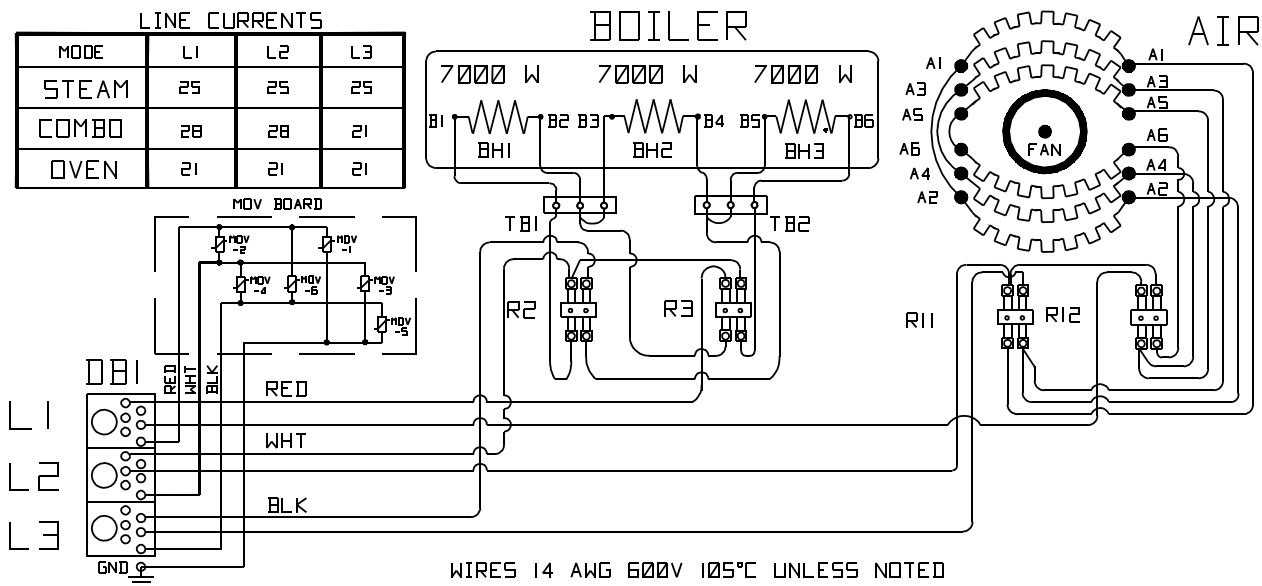 LINE CURRENTS
MODE L1 L2 L3
STEAM 25 25 25
COMBO 28 28 21
OVEN 21 21 21
BOILER
7000 W 7000 W 7000 W
B1 B2 B3 B4 B5 B6
BH1 BH2 BH3
TB1 TB2
R2 R3
AIR
A1 A1
A3 A3
A5 A5
FAN
A6 A6
A4 A4
A2 A2
R11 R12
MOV BOARD
MOV
-2
MOV
-1
MOV
-4
MOV
-6
MOV
-3
MOV
-5
RED
WHT
BLK
DB1
L1
L2
L3
RED
WHT
BLK
GND
WIRES 14 AWG 600V 105°C UNLESS NOTED